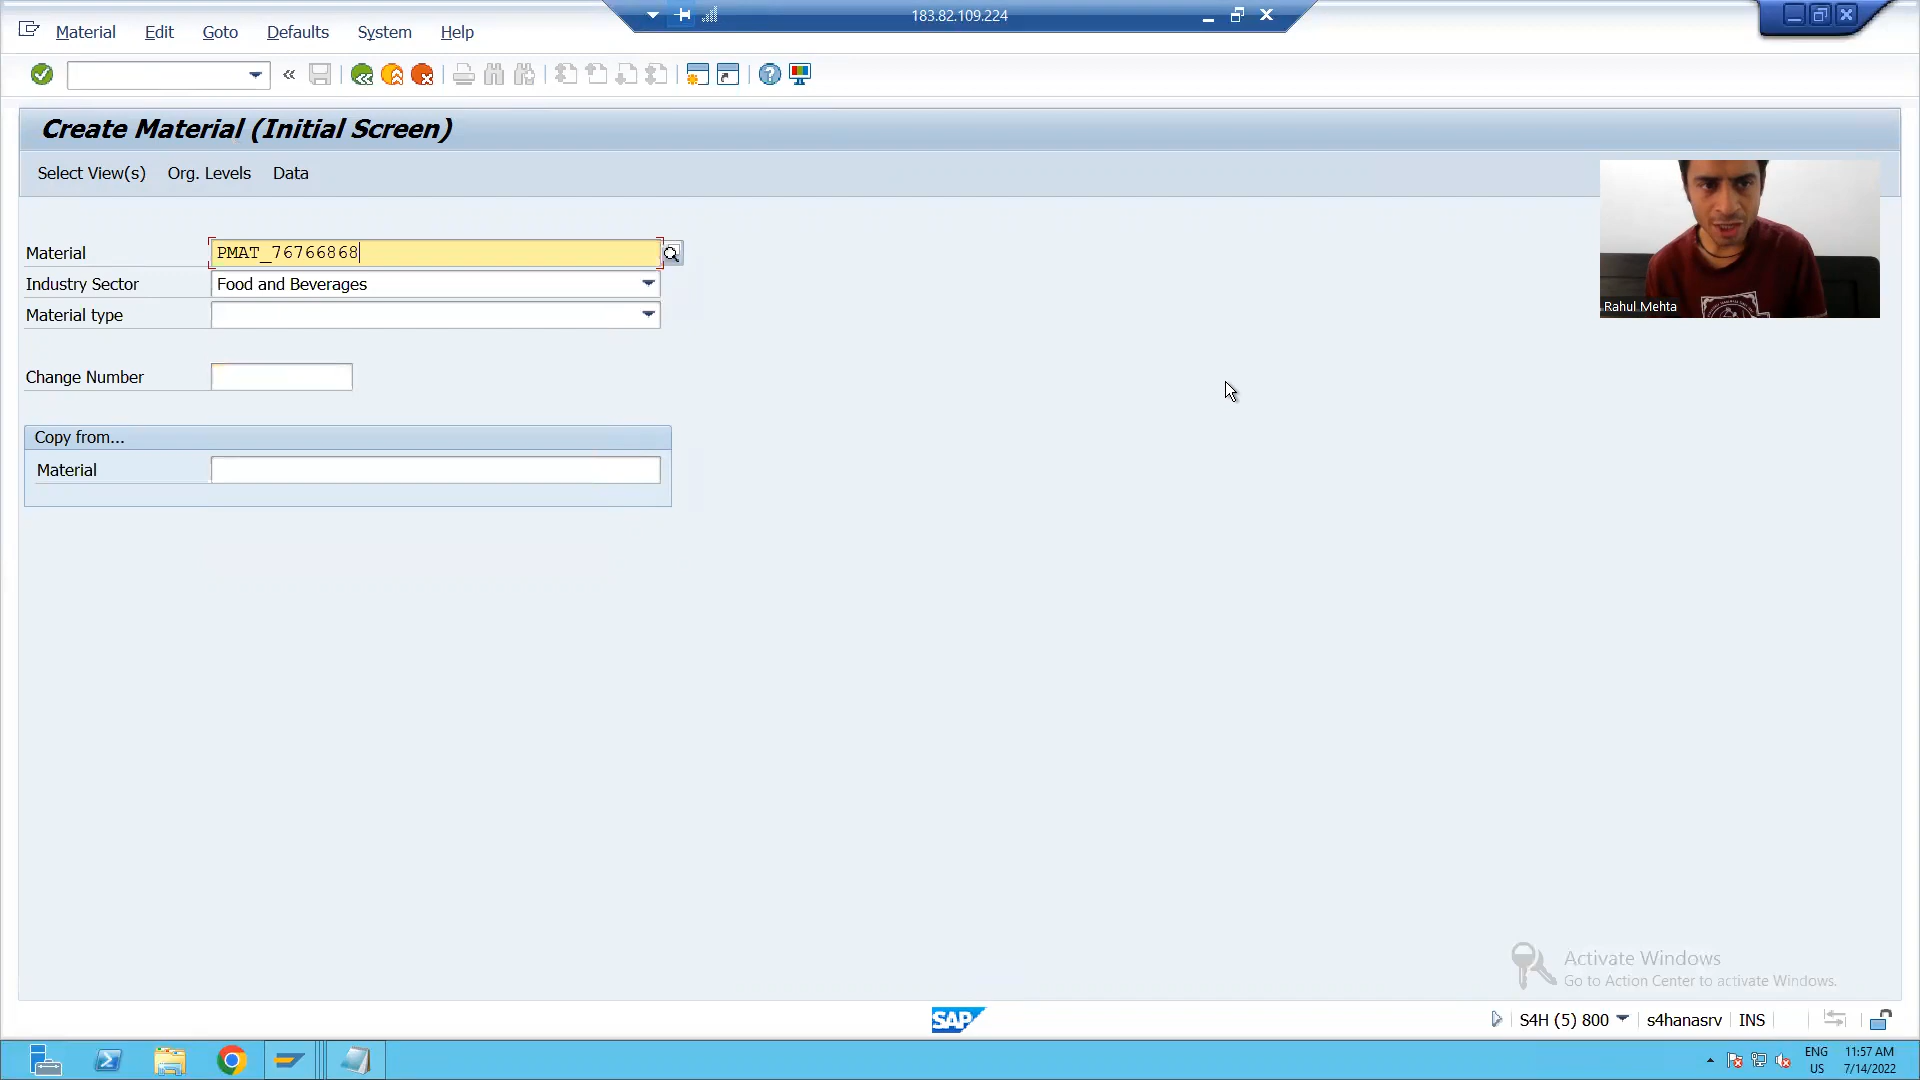 183.82.109.224
Material Edit Goto Defaults System Help
Create Material (Initial Screen)
Select View(s) Org. Levels Data
Material PMAT_76766868
Industry Sector Food and Beverages
Material type
Change Number
Copy from...
Material
Rahul Mehta
Activate Windows
Go to Action Center to activate Windows.
SAP
S4H (5) 800 s4hanasrv INS
ENG 11:57 AM
US 7/14/2022